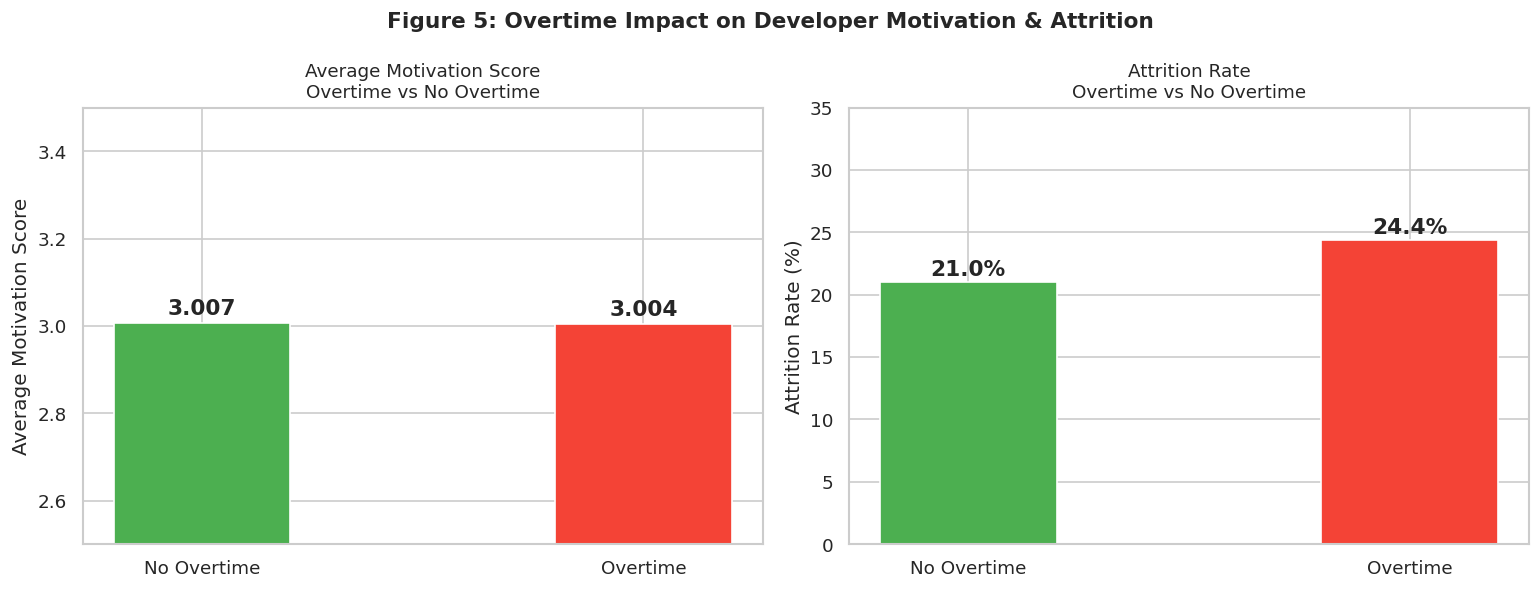 Figure 5: Overtime Impact on Developer Motivation & Attrition
Average Motivation Score
Overtime vs No Overtime
Average Motivation Score
3.4
3.2
3.0
2.8
2.6
3.007
3.004
No Overtime
Overtime
Attrition Rate
Overtime vs No Overtime
Attrition Rate (%)
35
30
25
20
15
10
5
0
21.0%
24.4%
No Overtime
Overtime